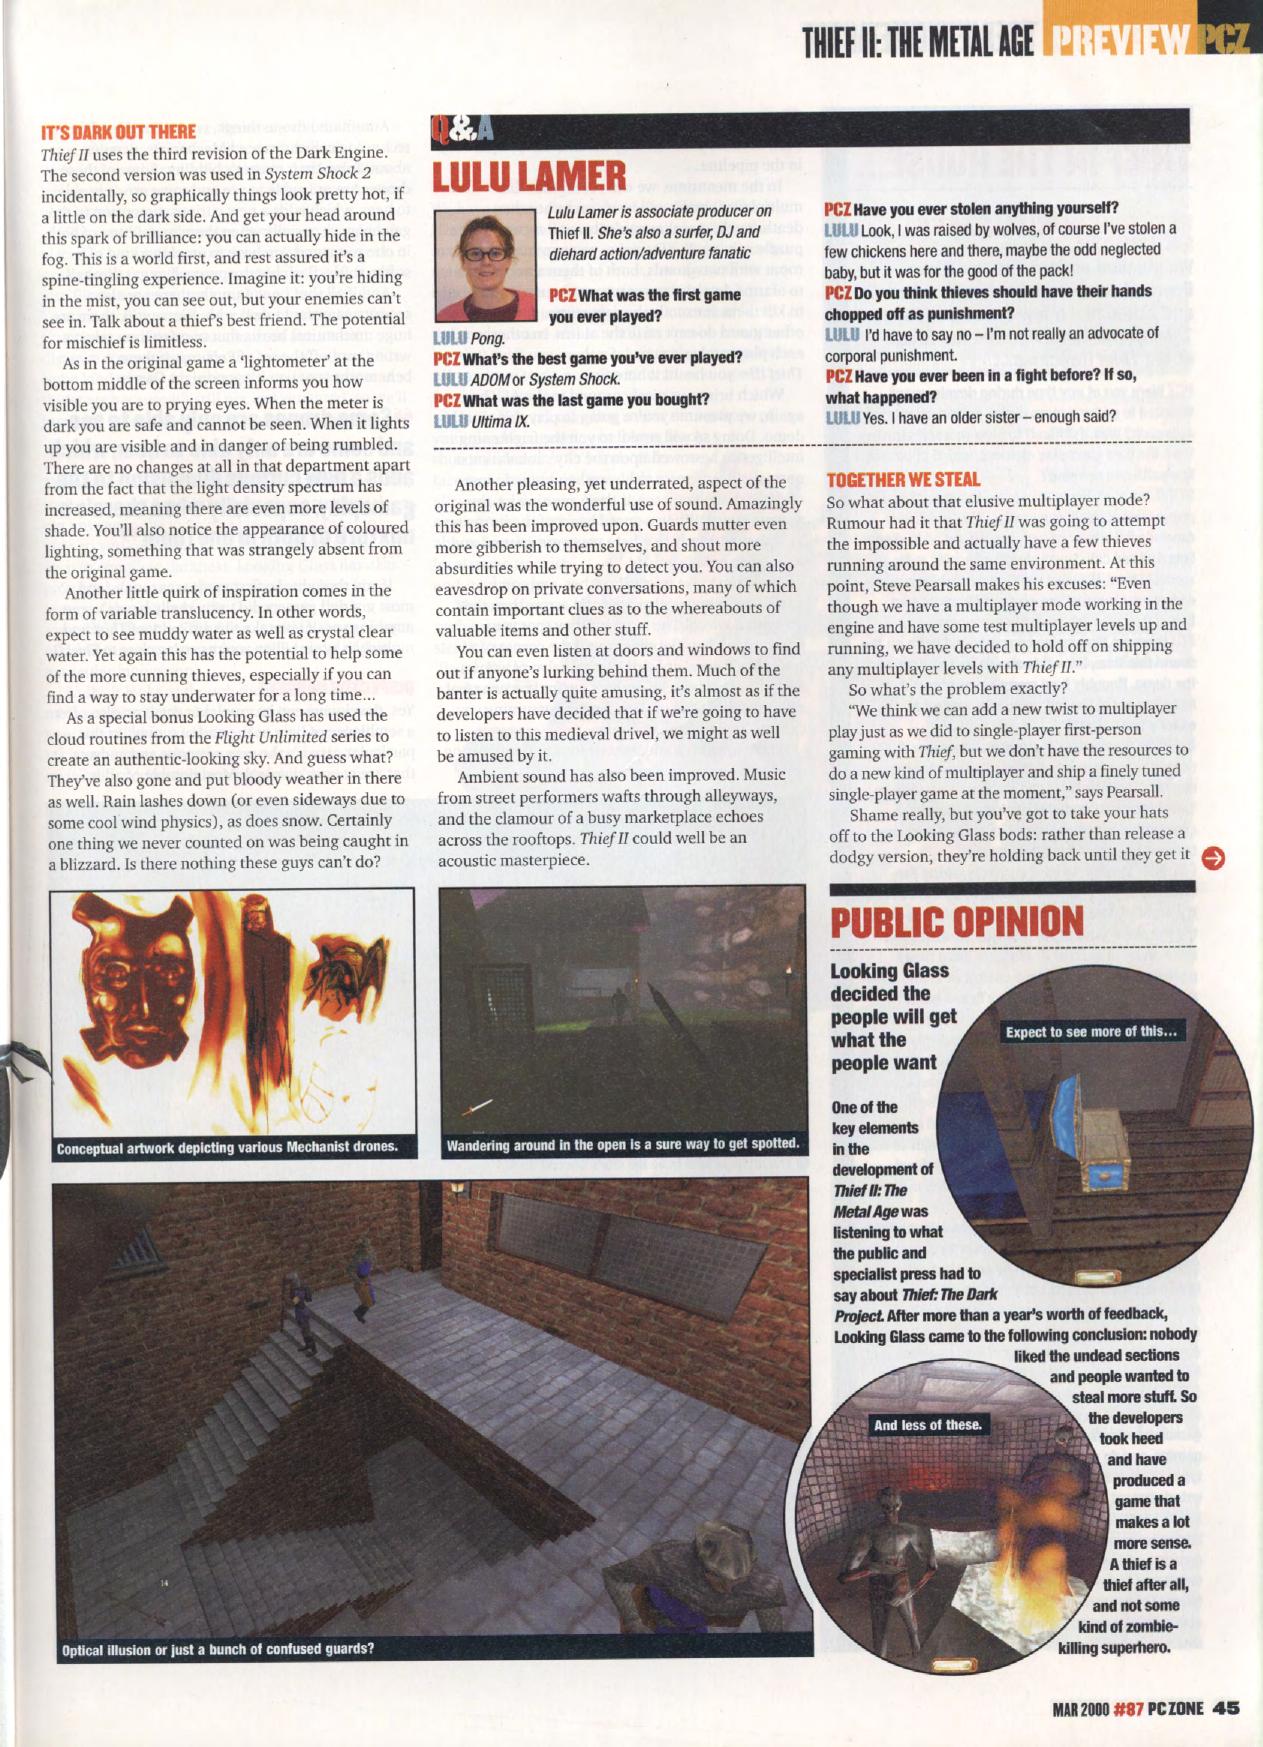 THIEF II: THE METAL AGE PREVIEW PCZ
IT'S DARK OUT THERE
Thief II uses the third revision of the Dark Engine.
The second version was used in System Shock 2
incidentally, so graphically things look pretty hot, if
a little on the dark side. And get your head around
this spark of brilliance: you can actually hide in the
fog. This is a world first, and rest assured it's a
spine-tingling experience. Imagine it: you're hiding
in the mist, you can see out, but your enemies can't
see in. Talk about a thief's best friend. The potential
for mischief is limitless.
As in the original game a 'lightometer' at the
bottom middle of the screen informs you how
visible you are to prying eyes. When the meter is
dark you are safe and cannot be seen. When it lights
up you are visible and in danger of being rumbled.
There are no changes at all in that department apart
from the fact that the light density spectrum has
increased, meaning there are even more levels of
shade. You'll also notice the appearance of coloured
lighting, something that was strangely absent from
the original game.
Another little quirk of inspiration comes in the
form of variable translucency. In other words,
expect to see muddy water as well as crystal clear
water. Yet again this has the potential to help some
of the more cunning thieves, especially if you can
find a way to stay underwater for a long time...
As a special bonus Looking Glass has used the
cloud routines from the Flight Unlimited series to
create an authentic-looking sky. And guess what?
They've also gone and put bloody weather in there
as well. Rain lashes down (or even sideways due to
some cool wind physics), as does snow. Certainly
one thing we never counted on was being caught in
a blizzard. Is there nothing these guys can't do?
Q&A
LULU LAMER
Lulu Lamer is associate producer on
Thief II. She's also a surfer, DJ and
diehard action/adventure fanatic
PCZ What was the first game
you ever played?
LULU Pong.
PCZ What's the best game you've ever played?
LULU ADOM or System Shock.
PCZ What was the last game you bought?
LULU Ultima IX.
PCZ Have you ever stolen anything yourself?
LULU Look, I was raised by wolves, of course I've stolen a
few chickens here and there, maybe the odd neglected
baby, but it was for the good of the pack!
PCZ Do you think thieves should have their hands
chopped off as punishment?
LULU I'd have to say no – I'm not really an advocate of
corporal punishment.
PCZ Have you ever been in a fight before? If so,
what happened?
LULU Yes. I have an older sister – enough said?
Another pleasing, yet underrated, aspect of the
original was the wonderful use of sound. Amazingly
this has been improved upon. Guards mutter even
more gibberish to themselves, and shout more
absurdities while trying to detect you. You can also
eavesdrop on private conversations, many of which
contain important clues as to the whereabouts of
valuable items and other stuff.
You can even listen at doors and windows to find
out if anyone's lurking behind them. Much of the
banter is actually quite amusing, it's almost as if the
developers have decided that if we're going to have
to listen to this medieval drivel, we might as well
be amused by it.
Ambient sound has also been improved. Music
from street performers wafts through alleyways,
and the clamour of a busy marketplace echoes
across the rooftops. Thief II could well be an
acoustic masterpiece.
TOGETHER WE STEAL
So what about that elusive multiplayer mode?
Rumour had it that Thief II was going to attempt
the impossible and actually have a few thieves
running around the same environment. At this
point, Steve Pearsall makes his excuses: "Even
though we have a multiplayer mode working in the
engine and have some test multiplayer levels up and
running, we have decided to hold off on shipping
any multiplayer levels with Thief II."
So what's the problem exactly?
"We think we can add a new twist to multiplayer
play just as we did to single-player first-person
gaming with Thief, but we don't have the resources to
do a new kind of multiplayer and ship a finely tuned
single-player game at the moment," says Pearsall.
Shame really, but you've got to take your hats
off to the Looking Glass bods: rather than release a
dodgy version, they're holding back until they get it
Conceptual artwork depicting various Mechanist drones.
Wandering around in the open is a sure way to get spotted.
14
Optical illusion or just a bunch of confused guards?
PUBLIC OPINION
Looking Glass
decided the
people will get
what the
people want
Expect to see more of this...
One of the
key elements
in the
development of
Thief II: The
Metal Age was
listening to what
the public and
specialist press had to
say about Thief: The Dark
Project. After more than a year's worth of feedback,
Looking Glass came to the following conclusion: nobody
liked the undead sections
and people wanted to
steal more stuff. So
the developers
took heed
and have
produced a
game that
makes a lot
more sense.
A thief is a
thief after all,
and not some
kind of zombie-
killing superhero.
And less of these.
MAR 2000 #87 PC ZONE 45